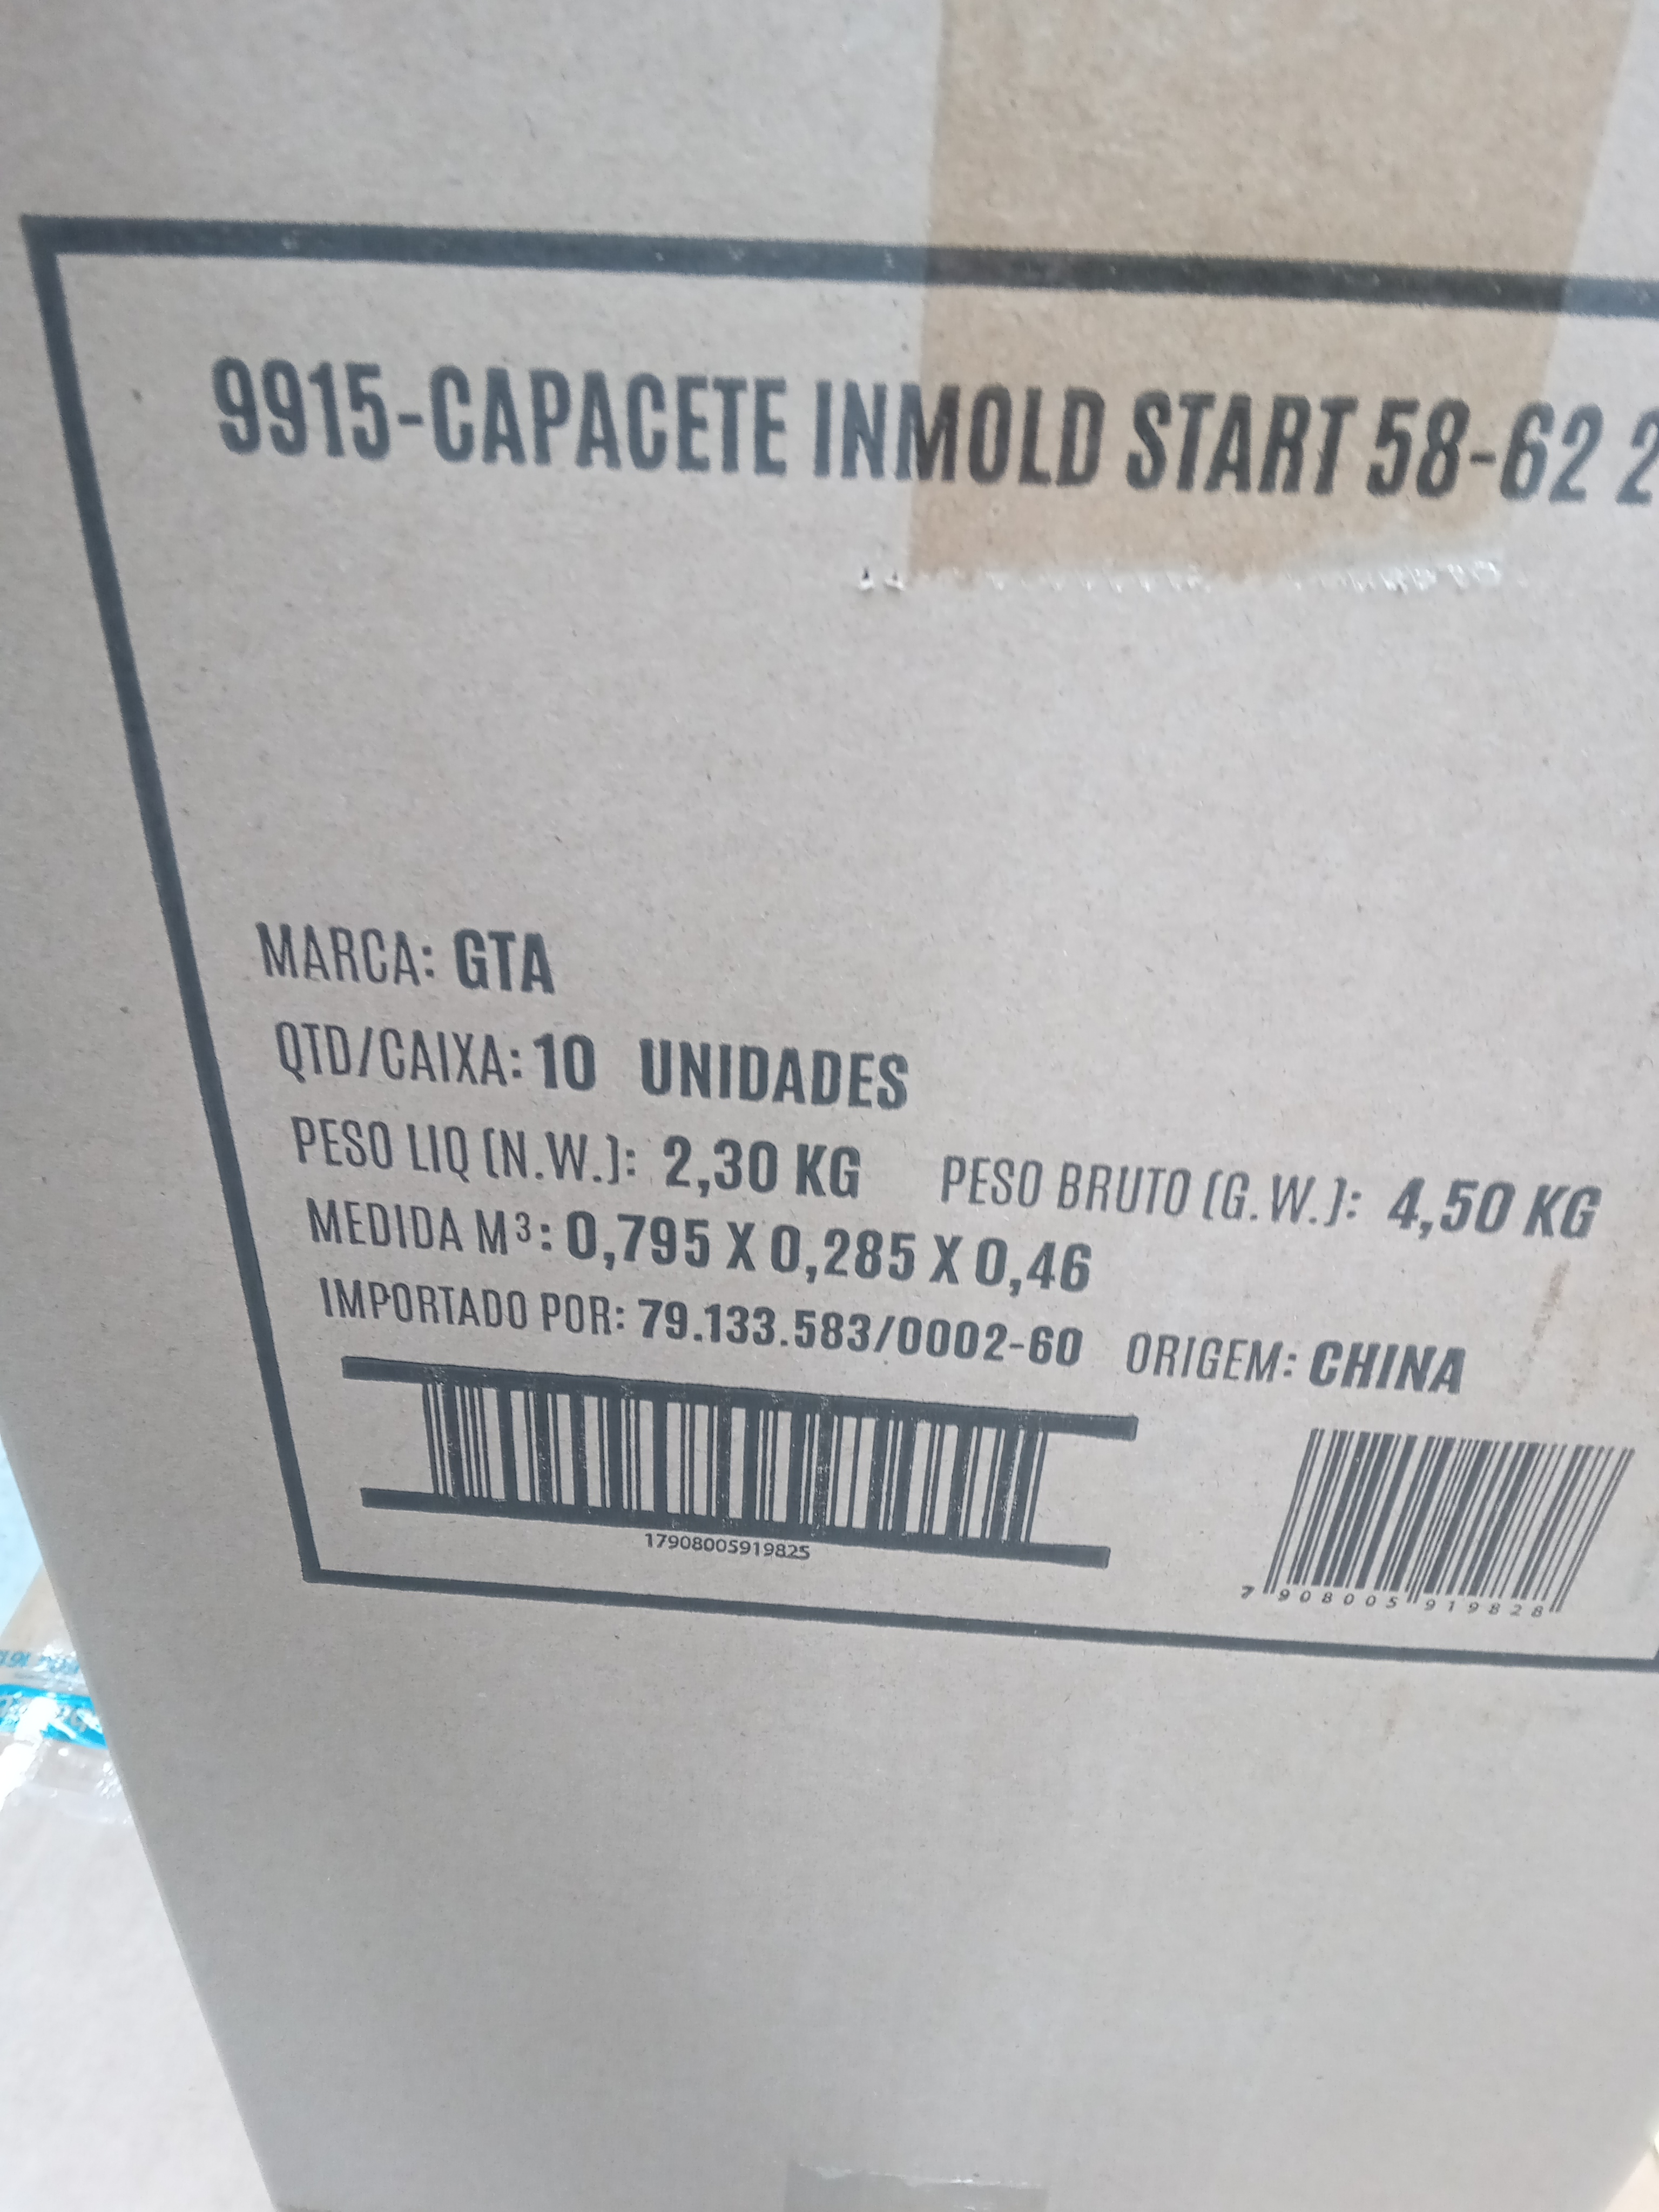 9915-CAPACETE INMOLD START 58-62 2
MARCA: GTA
QTD/CAIXA: 10 UNIDADES
PESO LIQ (N.W.): 2,30 KG PESO BRUTO (G.W.): 4,50 KG
MEDIDA M³: 0,795 X 0,285 X 0,46
IMPORTADO POR: 79.133.583/0002-60 ORIGEM: CHINA
17908005919825
7 908005 919828